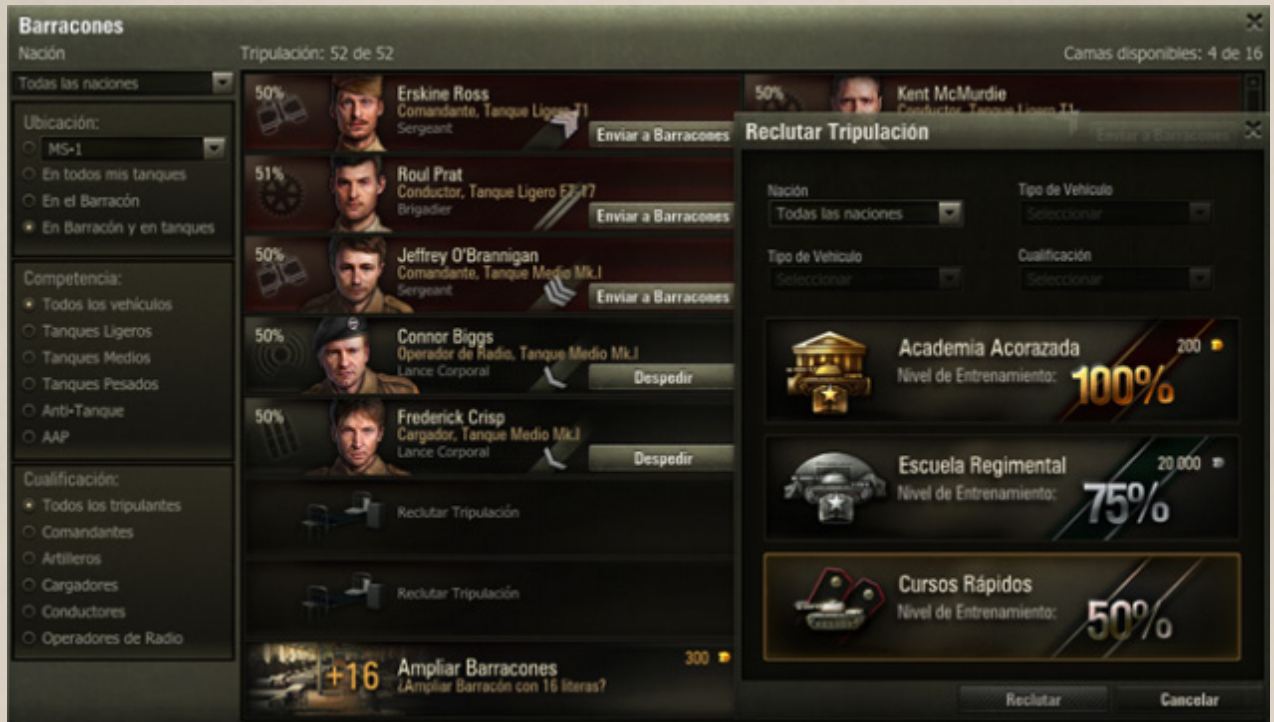 Barracones
Nación
Tripulación: 52 de 52
Camas disponibles: 4 de 16
Todas las naciones
Ubicación:
MS-1
En todos mis tanques
En el Barracón
En Barracón y en tanques
Competencia:
Todos los vehículos
Tanques Ligeros
Tanques Medios
Tanques Pesados
Anti-Tanque
AAP
Cualificación:
Todos los tripulantes
Comandantes
Artilleros
Cargadores
Conductores
Operadores de Radio
50%
Erskine Ross
Comandante, Tanque Ligero T1
Sergeant
Enviar a Barracones
51%
Roul Prat
Conductor, Tanque Ligero FT-17
Brigadier
Enviar a Barracones
50%
Jeffrey O'Brannigan
Comandante, Tanque Medio Mk.I
Sergeant
Enviar a Barracones
50%
Connor Biggs
Operador de Radio, Tanque Medio Mk.I
Lance Corporal
Despedir
50%
Frederick Crisp
Cargador, Tanque Medio Mk.I
Lance Corporal
Despedir
Reclutar Tripulación
Reclutar Tripulación
+16
Ampliar Barracones
300
¿Ampliar Barracón con 16 literas?
50%
Kent McMurdie
Conductor, Tanque Ligero T1
Enviar a Barracones
Reclutar Tripulación
Nación
Tipo de Vehículo
Todas las naciones
Seleccionar
Tipo de Vehículo
Cualificación
Seleccionar
Seleccionar
Academia Acorazada
200
Nivel de Entrenamiento:
100%
Escuela Regimental
20 000
Nivel de Entrenamiento:
75%
Cursos Rápidos
Nivel de Entrenamiento:
50%
Reclutar
Cancelar